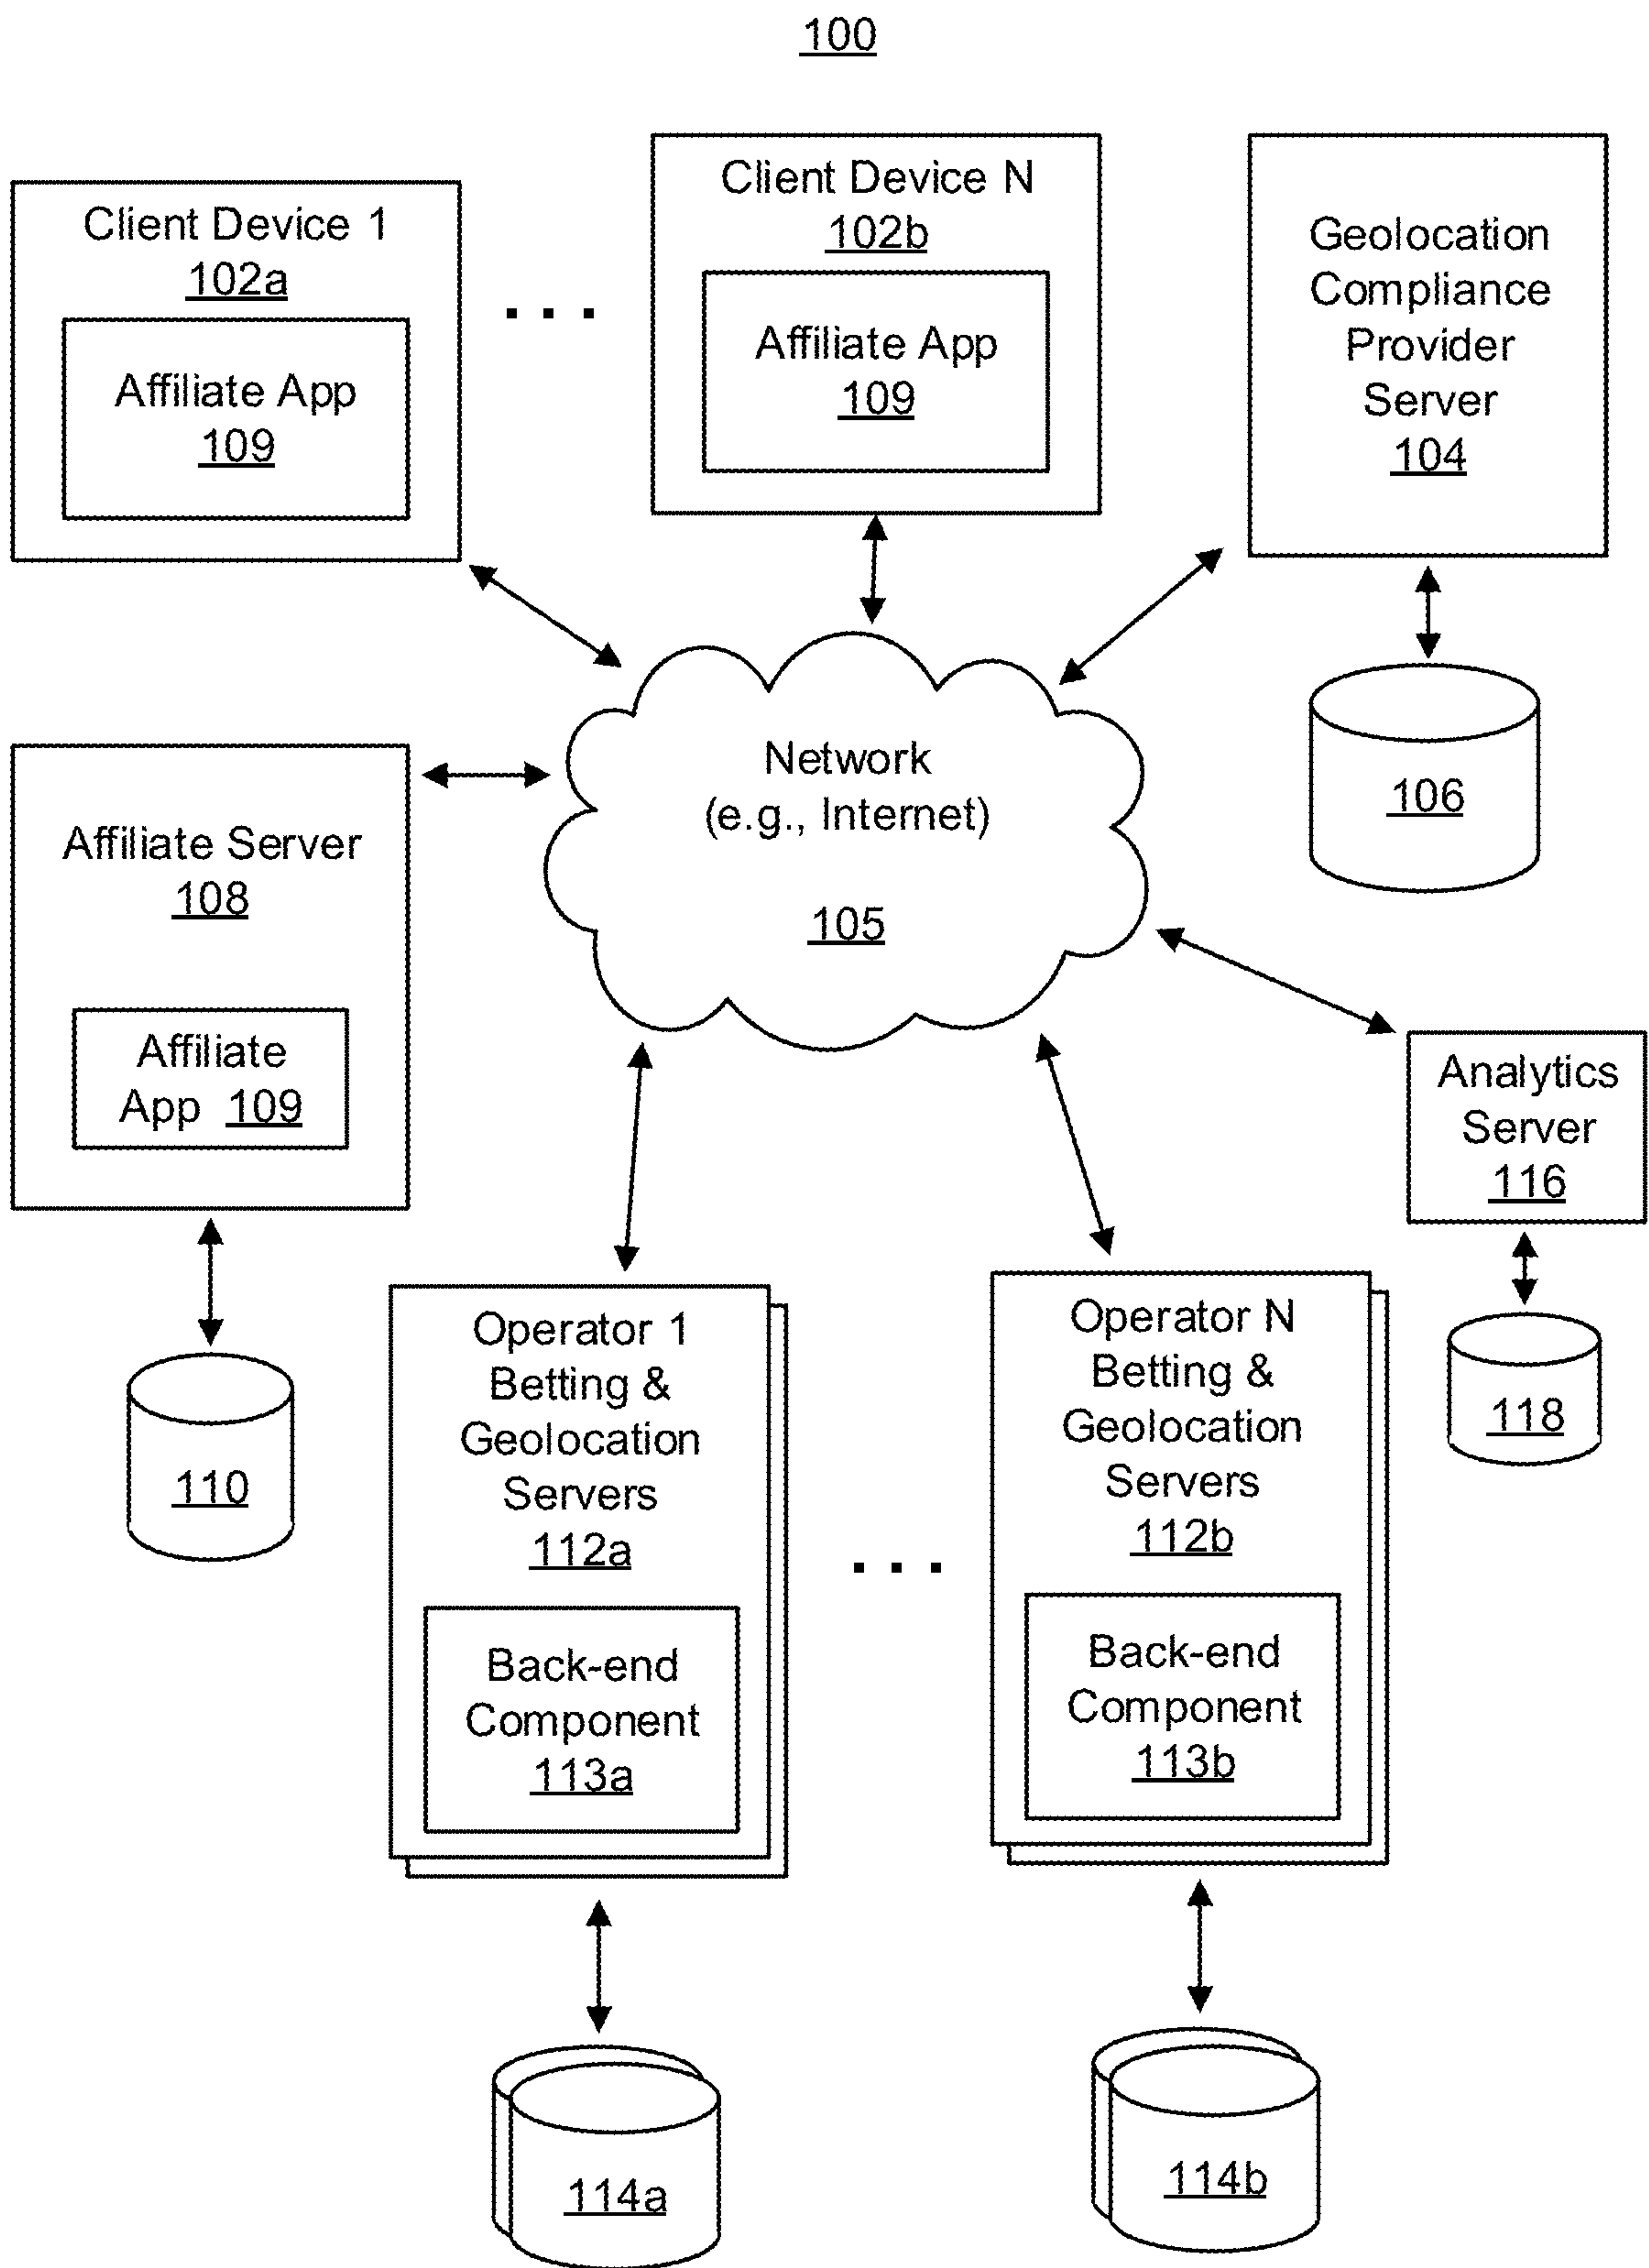 100
Client Device 1
102a
Affiliate App
109
. . .
Client Device N
102b
Affiliate App
109
Geolocation
Compliance
Provider
Server
104
106
Network
(e.g., Internet)
105
Affiliate Server
108
Affiliate
App 109
110
Analytics
Server
116
118
Operator 1
Betting &
Geolocation
Servers
112a
Back-end
Component
113a
114a
. . .
Operator N
Betting &
Geolocation
Servers
112b
Back-end
Component
113b
114b